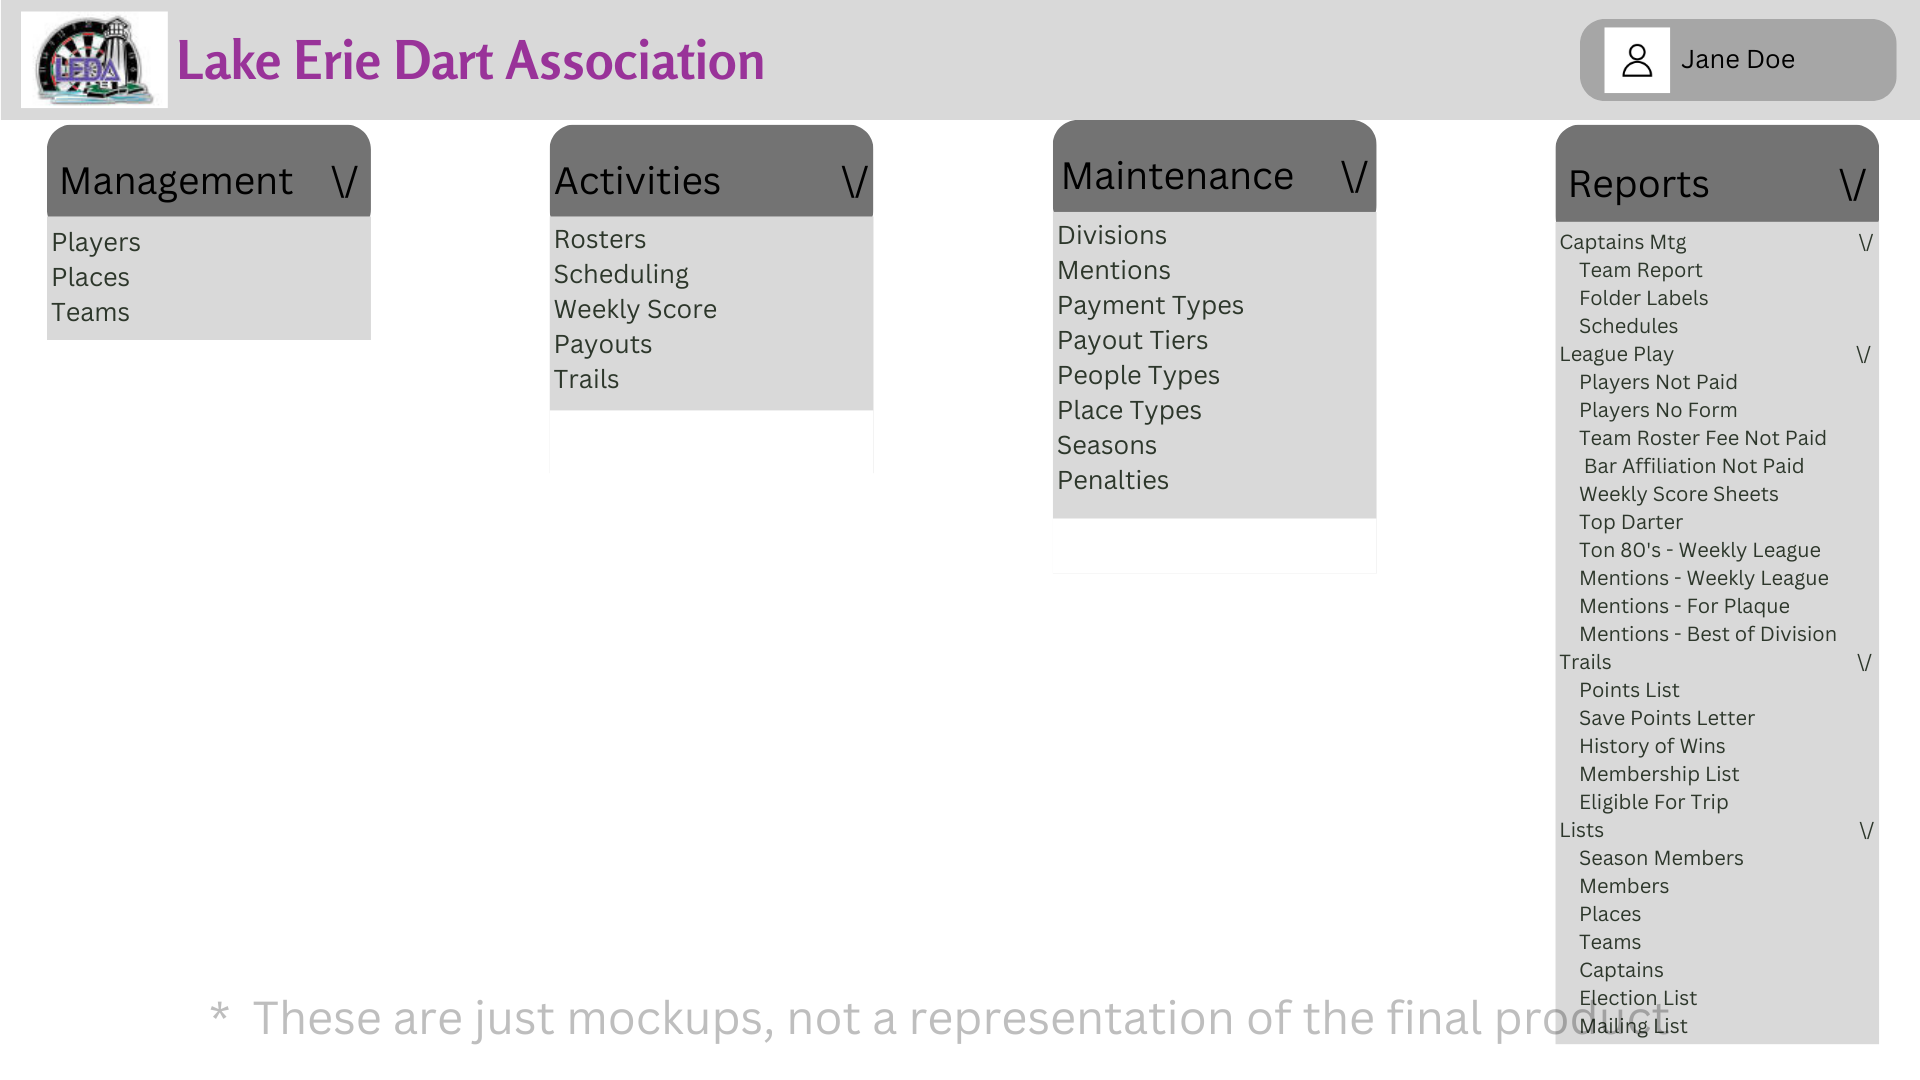 LEDA
Lake Erie Dart Association
Jane Doe
Management \/
Players
Places
Teams
Activities \/
Rosters
Scheduling
Weekly Score
Payouts
Trails
Maintenance \/
Divisions
Mentions
Payment Types
Payout Tiers
People Types
Place Types
Seasons
Penalties
Reports \/
Captains Mtg \/
Team Report
Folder Labels
Schedules
League Play \/
Players Not Paid
Players No Form
Team Roster Fee Not Paid
Bar Affiliation Not Paid
Weekly Score Sheets
Top Darter
Ton 80's - Weekly League
Mentions - Weekly League
Mentions - For Plaque
Mentions - Best of Division
Trails \/
Points List
Save Points Letter
History of Wins
Membership List
Eligible For Trip
Lists \/
Season Members
Members
Places
Teams
Captains
Election List
Mailing List
* These are just mockups, not a representation of the final product